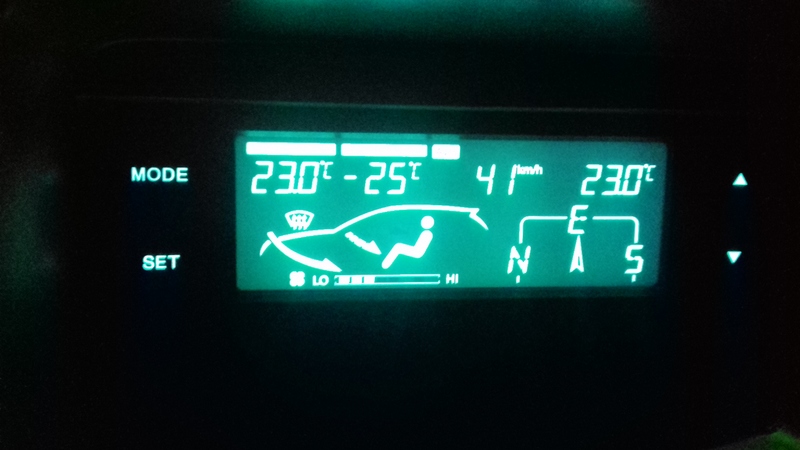 MODE
23.0°C -25°C 41 km/h 23.0°C
E
SET
N S
LO HI